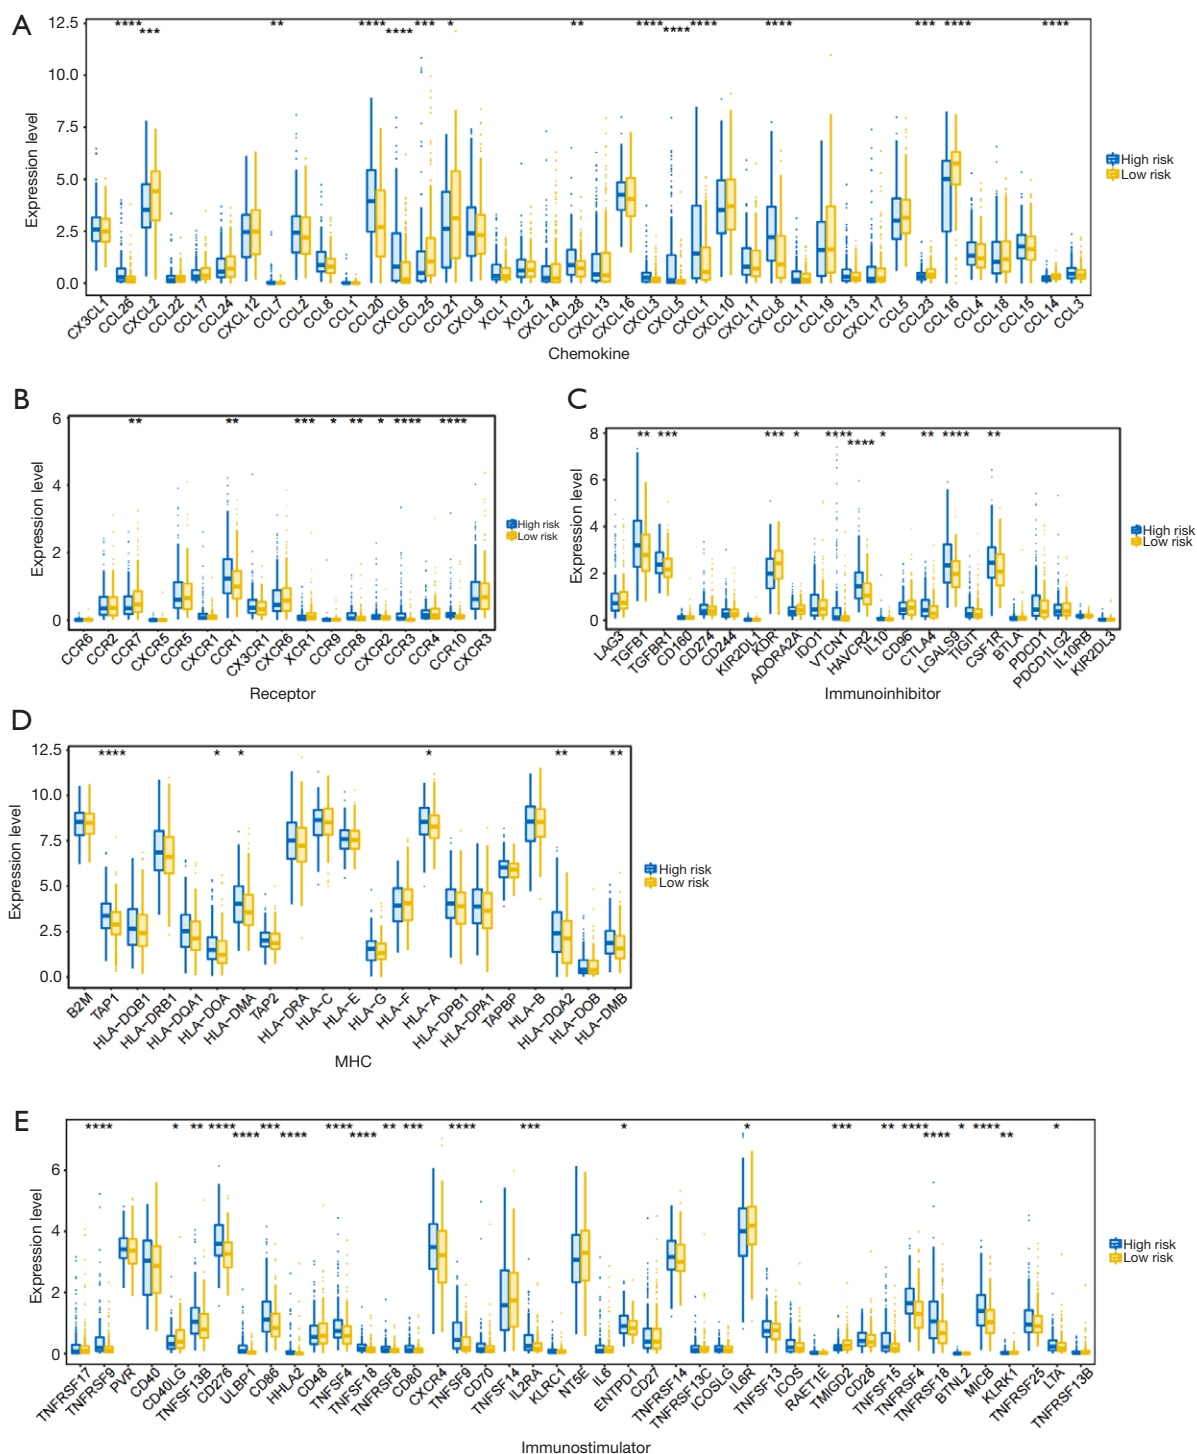 A
**** *** ** **** **** *** * ** **** **** **** **** *** **** ****
12.5
10.0
7.5
5.0
2.5
0.0
Expression level
High risk
Low risk
CX3CL1 CCL26 CXCL2 CCL22 CCL17 CCL24 CXCL12 CCL7 CCL2 CCL8 CCL1 CCL20 CXCL6 CCL25 CCL21 CXCL9 XCL1 XCL2 CXCL14 CCL28 CXCL13 CXCL16 CXCL3 CXCL5 CXCL1 CXCL10 CXCL11 CXCL8 CCL11 CCL13 CXCL17 CCL5 CCL23 CCL16 CCL4 CCL18 CCL15 CCL14 CCL3
Chemokine
B
** ** *** * ** * **** ****
6
4
2
0
Expression level
High risk
Low risk
CCR6 CCR2 CCR7 CXCR5 CCR5 CXCR1 CCR1 CX3CR1 CXCR6 XCR1 CCR9 CCR8 CXCR2 CCR3 CCR4 CCR10 CXCR3
Receptor
C
** *** *** * **** **** * ** **** **
8
6
4
2
0
Expression level
High risk
Low risk
LAG3 TGFB1 TGFBR1 CD160 CD274 CD244 KIR2DL1 KDR ADORA2A IDO1 VTCN1 HAVCR2 IL10 CD96 CTLA4 LGALS9 TIGIT CSF1R BTLA PDCD1 PDCD1LG2 IL10RB KIR2DL3
Immunoinhibitor
D
**** * * * ** **
12.5
10.0
7.5
5.0
2.5
0.0
Expression level
High risk
Low risk
B2M TAP1 HLA−DQB1 HLA−DRB1 HLA−DQA1 HLA−DOA HLA−DMA TAP2 HLA−DRA HLA−C HLA−E HLA−G HLA−F HLA−A HLA−DPB1 HLA−DPA1 TAPBP HLA−B HLA−DQA2 HLA−DOB HLA−DMB
MHC
E
**** * ** **** **** *** **** **** **** ** *** **** *** * * *** ** **** **** * **** ** *
6
4
2
0
Expression level
High risk
Low risk
TNFRSF17 TNFRSF9 PVR CD40 CD40LG TNFSF13B CD276 ULBP1 CD86 HHLA2 CD48 TNFSF4 TNFSF18 TNFRSF8 CD80 CXCR4 TNFSF9 CD70 TNFSF14 IL2RA KLRC1 NT5E IL6 ENTPD1 CD27 TNFRSF14 TNFRSF13C ICOSLG IL6R TNFSF13 ICOS RAET1E TMIGD2 CD28 TNFSF15 TNFRSF4 TNFRSF18 BTNL2 MICB KLRK1 TNFRSF25 LTA TNFRSF13B
Immunostimulator